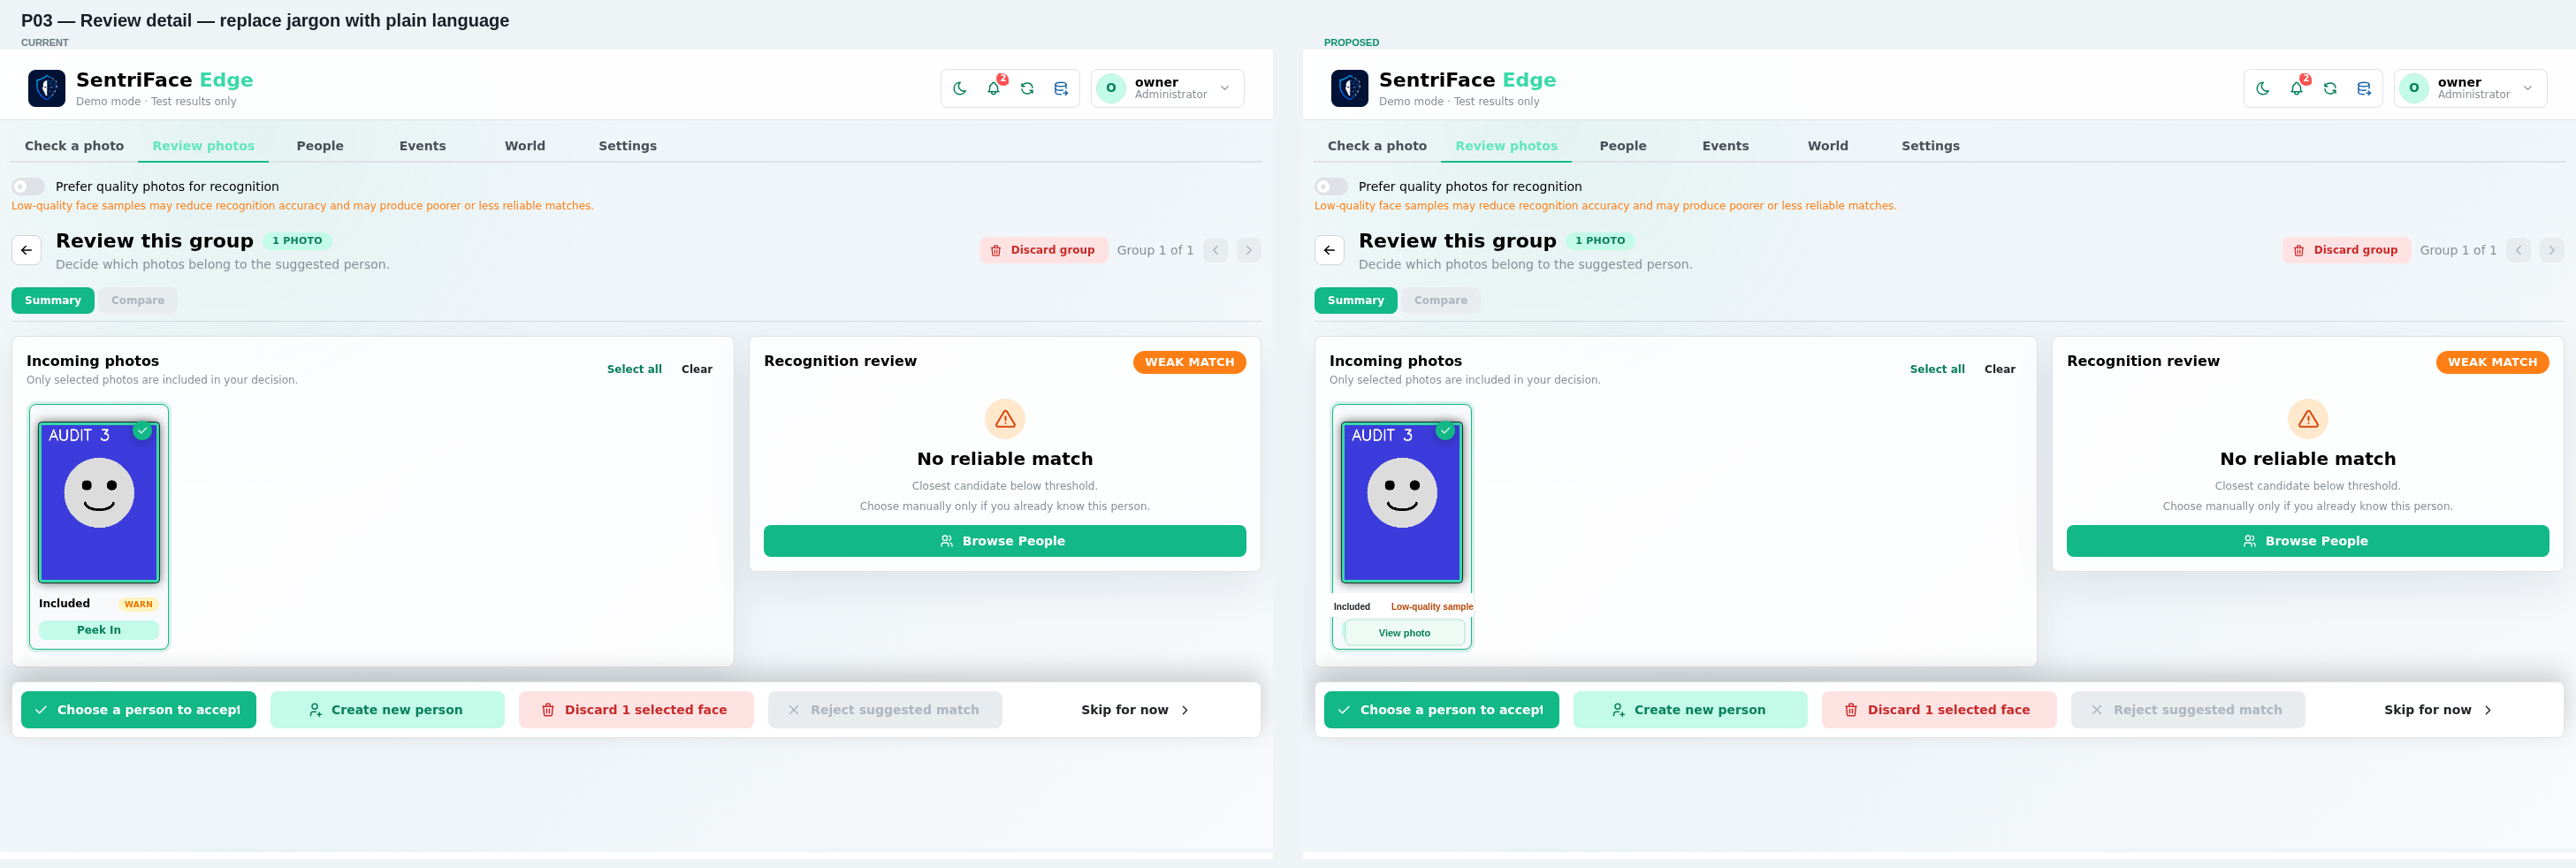 P03 — Review detail — replace jargon with plain language
CURRENT
SentriFace Edge
Demo mode · Test results only
2
O
owner
Administrator
Check a photo
Review photos
People
Events
World
Settings
Prefer quality photos for recognition
Low-quality face samples may reduce recognition accuracy and may produce poorer or less reliable matches.
Review this group
1 PHOTO
Decide which photos belong to the suggested person.
Discard group
Group 1 of 1
Summary
Compare
Incoming photos
Only selected photos are included in your decision.
Select all
Clear
AUDIT 3
Included
WARN
Peek In
Recognition review
WEAK MATCH
No reliable match
Closest candidate below threshold.
Choose manually only if you already know this person.
Browse People
Choose a person to accept
Create new person
Discard 1 selected face
Reject suggested match
Skip for now
PROPOSED
SentriFace Edge
Demo mode · Test results only
2
O
owner
Administrator
Check a photo
Review photos
People
Events
World
Settings
Prefer quality photos for recognition
Low-quality face samples may reduce recognition accuracy and may produce poorer or less reliable matches.
Review this group
1 PHOTO
Decide which photos belong to the suggested person.
Discard group
Group 1 of 1
Summary
Compare
Incoming photos
Only selected photos are included in your decision.
Select all
Clear
AUDIT 3
Included
Low-quality sample
View photo
Recognition review
WEAK MATCH
No reliable match
Closest candidate below threshold.
Choose manually only if you already know this person.
Browse People
Choose a person to accept
Create new person
Discard 1 selected face
Reject suggested match
Skip for now